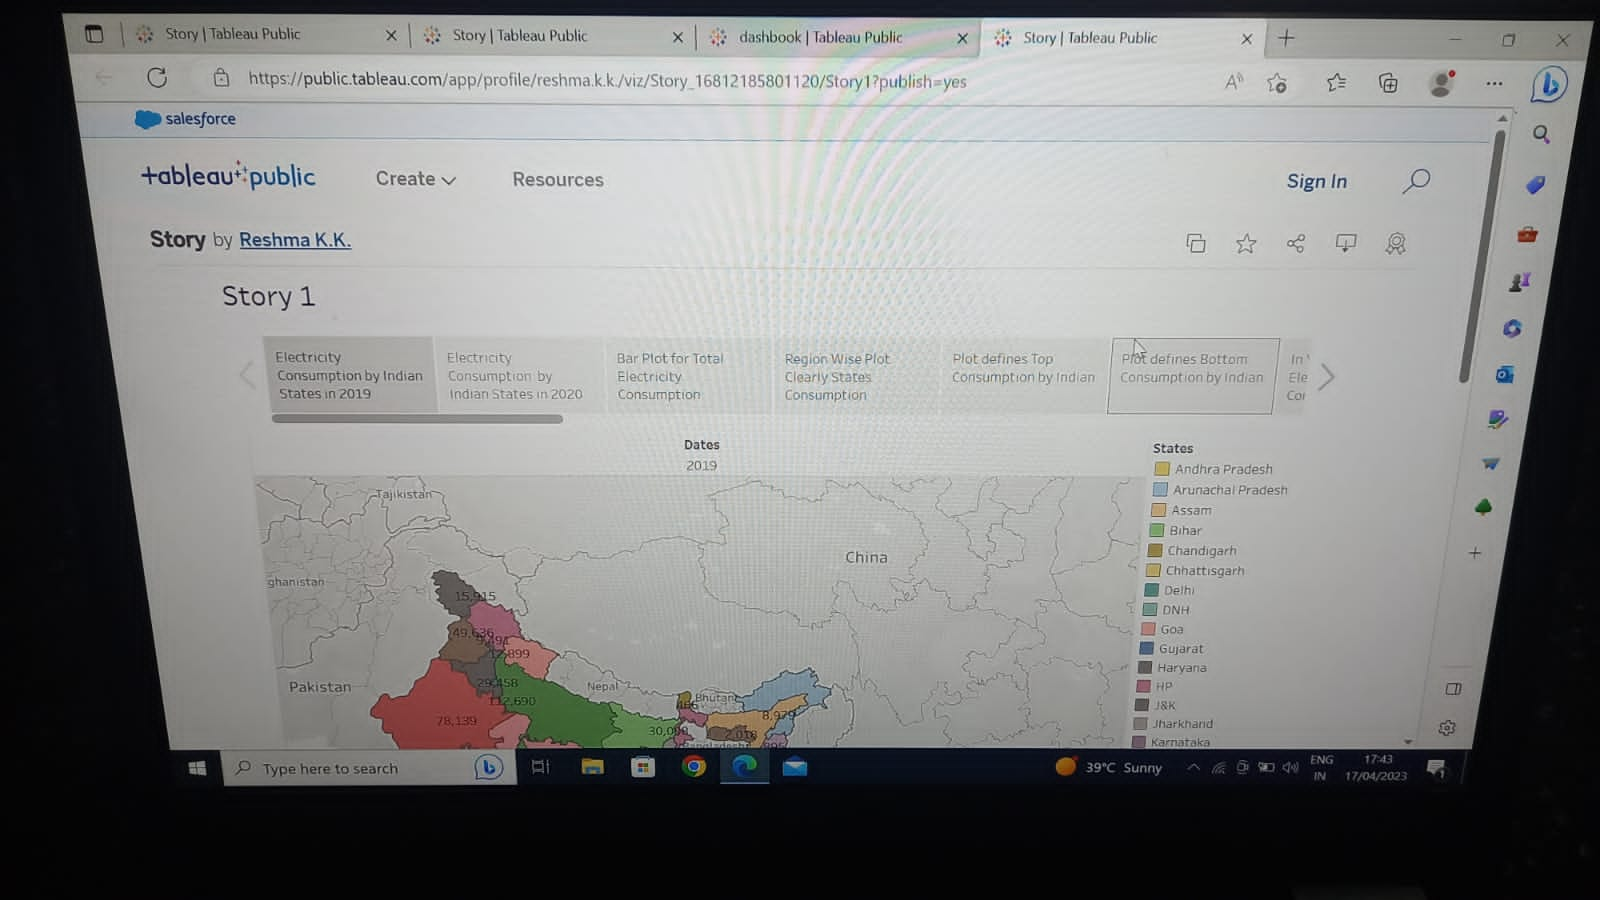 Story | Tableau Public
Story | Tableau Public
dashbook | Tableau Public
Story | Tableau Public
https://public.tableau.com/app/profile/reshma.k.k./viz/Story_16812185801120/Story1?publish=yes
salesforce
+ableau public
Create
Resources
Sign In
Story by Reshma K.K.
Story 1
Electricity
Consumption by Indian
States in 2019
Electricity
Consumption by
Indian States in 2020
Bar Plot for Total
Electricity
Consumption
Region Wise Plot
Clearly States
Consumption
Plot defines Top
Consumption by Indian
Plot defines Bottom
Consumption by Indian
In
Ele
Co
Dates
2019
States
Andhra Pradesh
Arunachal Pradesh
Assam
Bihar
Chandigarh
Chhattisgarh
Delhi
DNH
Goa
Gujarat
Haryana
HP
J&K
Jharkhand
Karnataka
Tajikistan
ghanistan
China
Pakistan
Nepal
Bhutan
Bangladesh
15,915
49,636
12,899
29,458
112,690
78,139
30,000
8,979
2,018
Type here to search
39°C Sunny
ENG
IN
17:43
17/04/2023
1